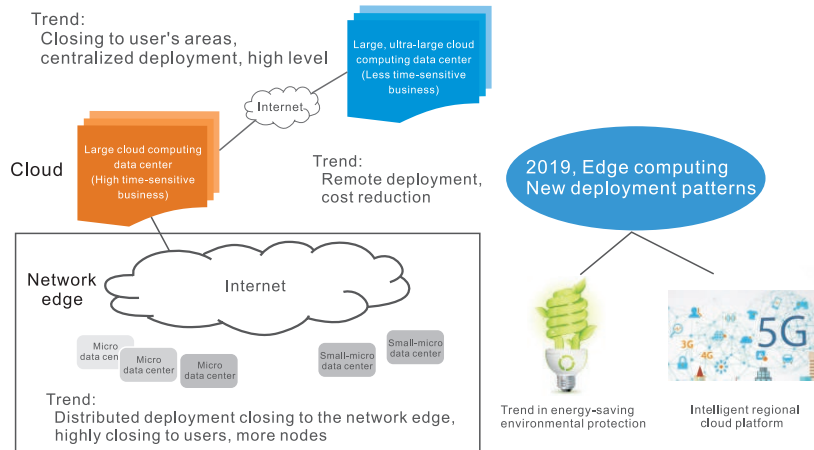 Trend:
Closing to user's areas,
centralized deployment, high level
Large, ultra-large cloud
computing data center
(Less time-sensitive
business)
Internet
Large cloud computing
data center
(High time-sensitive
business)
Cloud
Trend:
Remote deployment,
cost reduction
Network
edge
Internet
Micro
data cen
Micro
data center
Micro
data center
Small-micro
data center
Small-micro
data center
Trend:
Distributed deployment closing to the network edge,
highly closing to users, more nodes
2019, Edge computing
New deployment patterns
5G
3G
4G
Trend in energy-saving
environmental protection
Intelligent regional
cloud platform